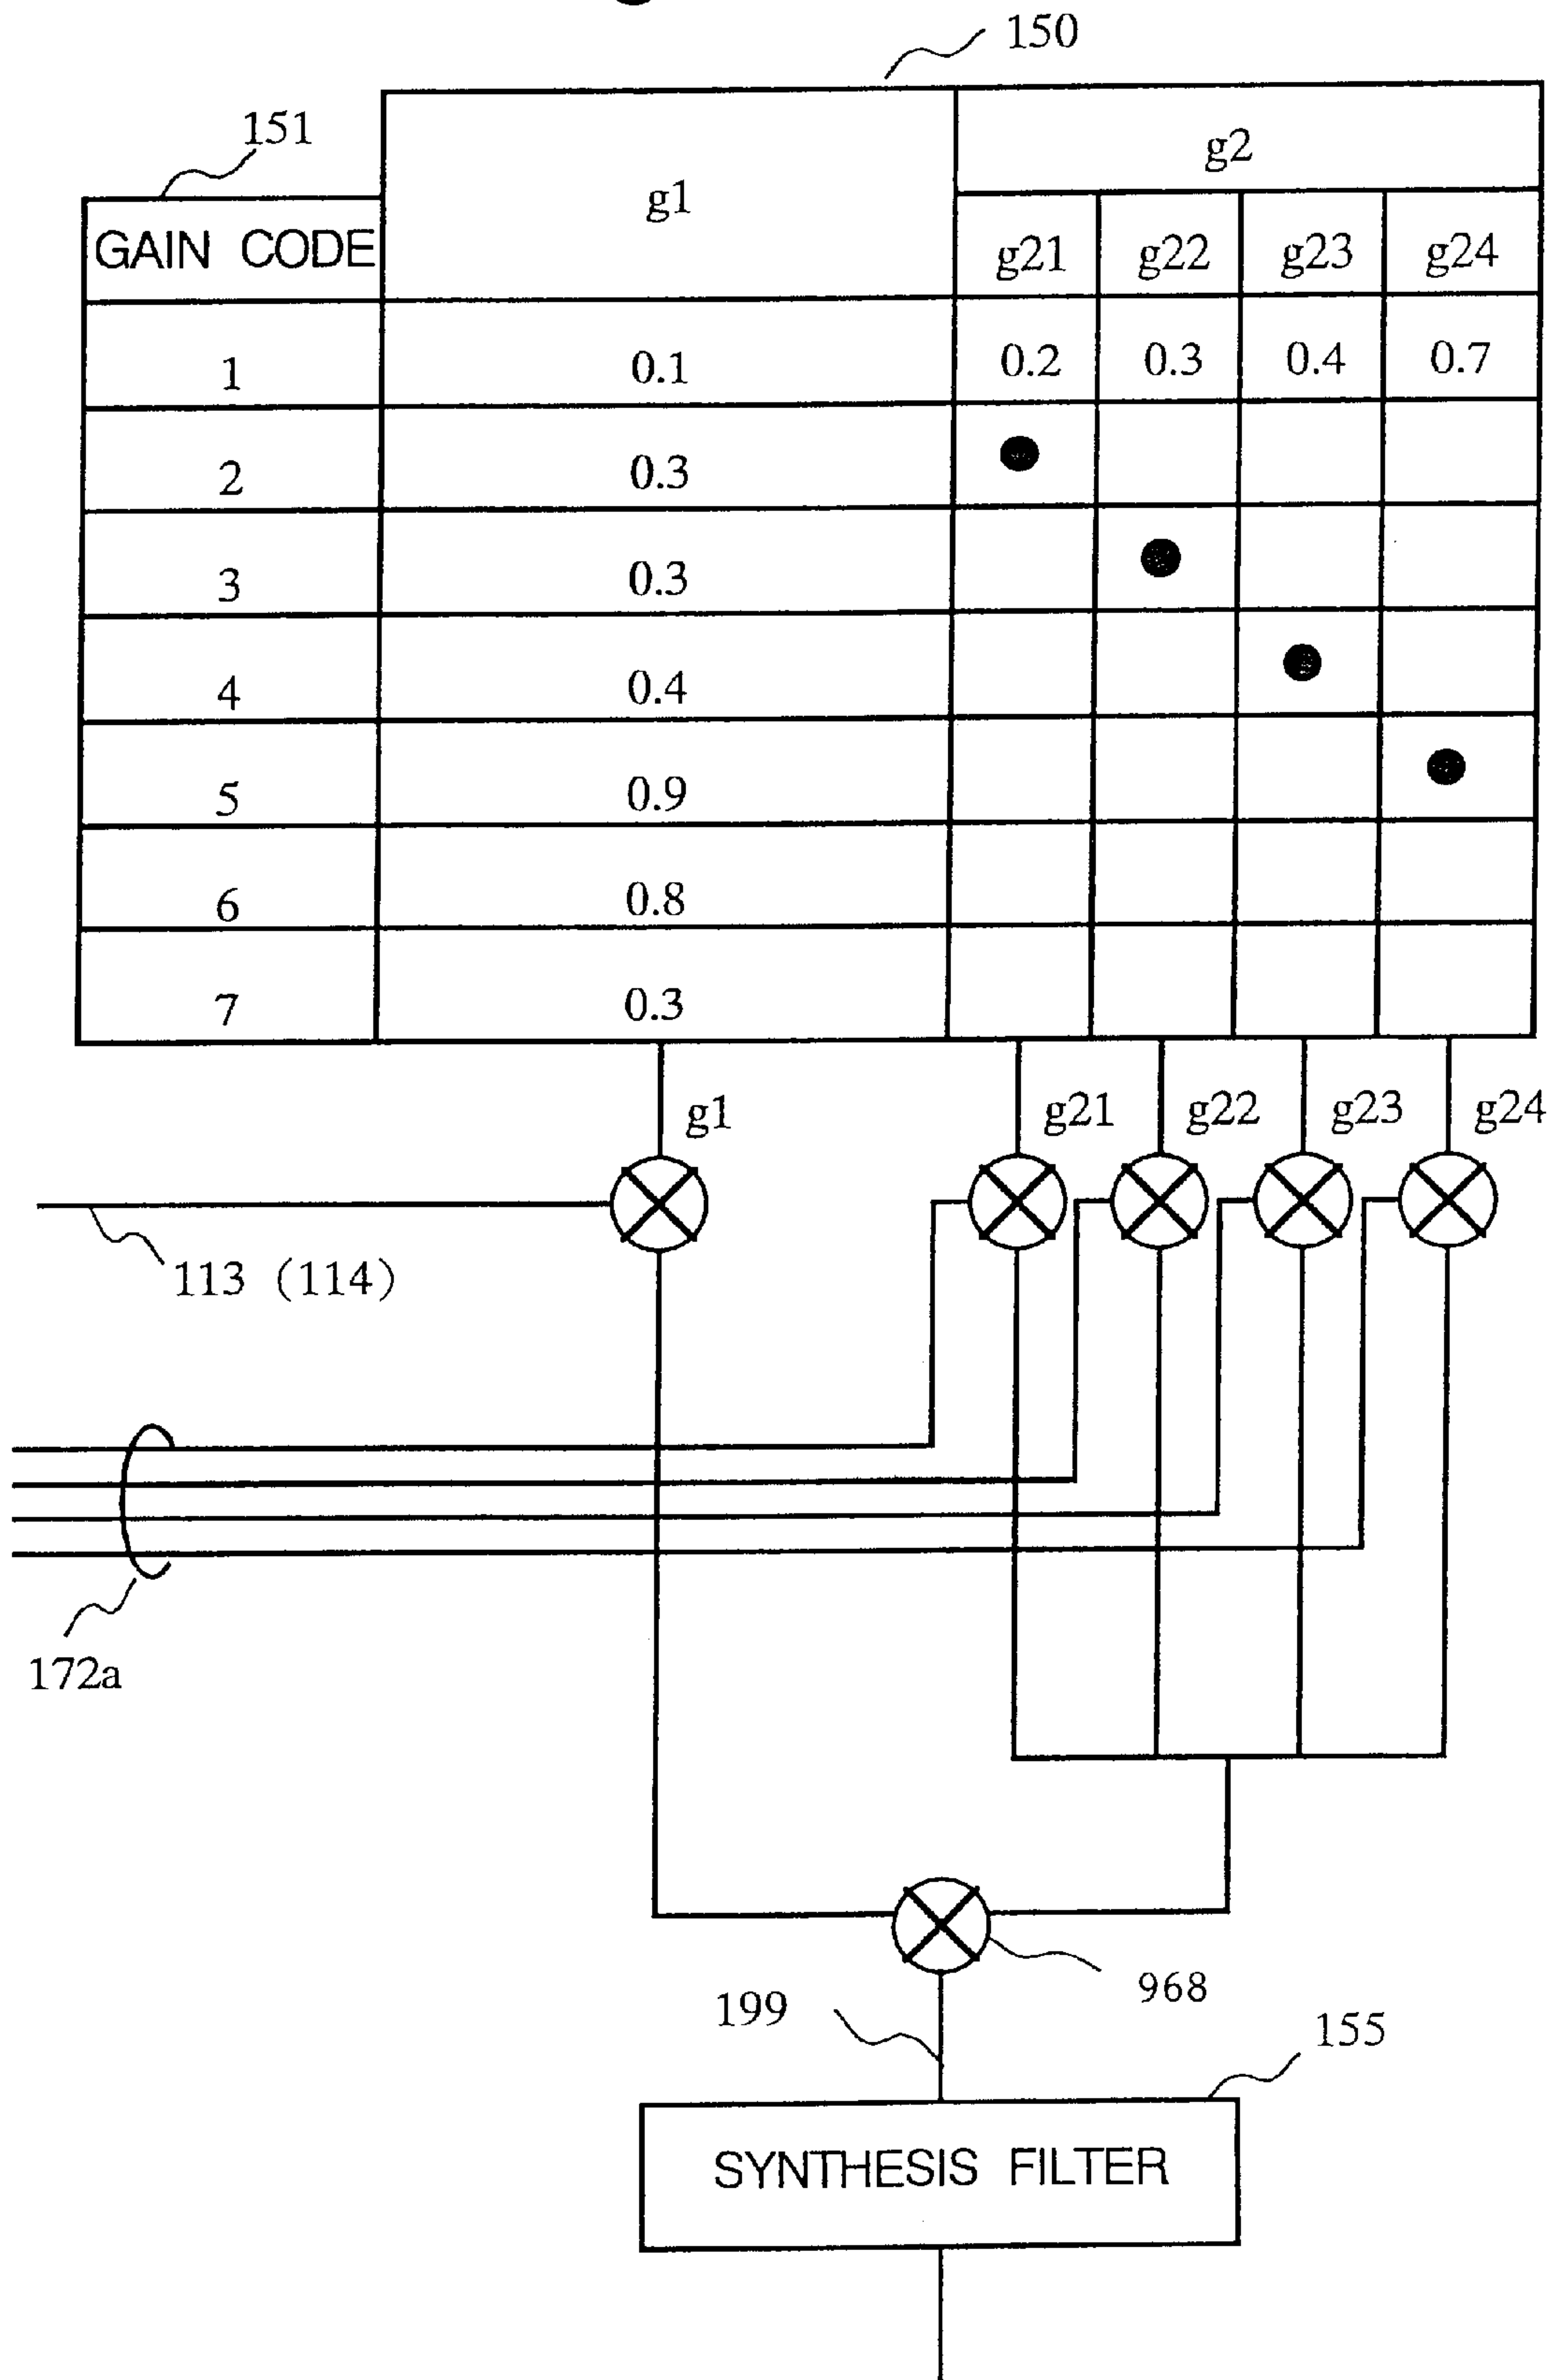 150
151
g2
g1
GAIN CODE
g21 g22 g23 g24
1 0.1 0.2 0.3 0.4 0.7
2 0.3
3 0.3
4 0.4
5 0.9
6 0.8
7 0.3
g1 g21 g22 g23 g24
113 (114)
172a
968
199
155
SYNTHESIS FILTER